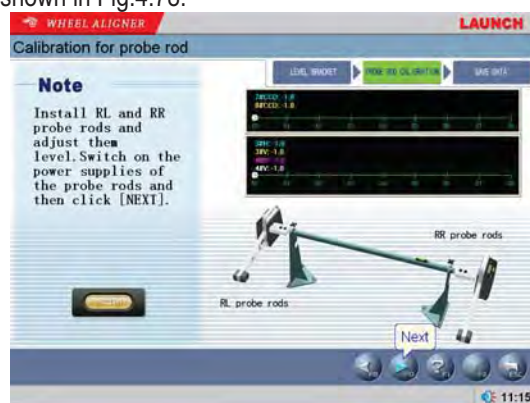 shown in Fig.4.78.
WHEEL ALIGNER
LAUNCH
Calibration for probe rod
LEVEL BRACKET
PROBE ROD CALIBRATION
SAVE DATA
Note
Install RL and RR
probe rods and
adjust them
level.Switch on the
power supplies of
the probe rods and
then click [NEXT].
RR probe rods
RL probe rods
Next
11:15